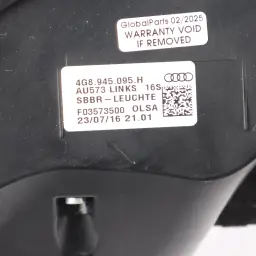 GlobalParts 02/2025
WARRANTY VOID
IF REMOVED
4G8.945.095.H
AU573 LINKS 16S
SBBR-LEUCHTE
F03573500 OLSA
23/07/16 21.01